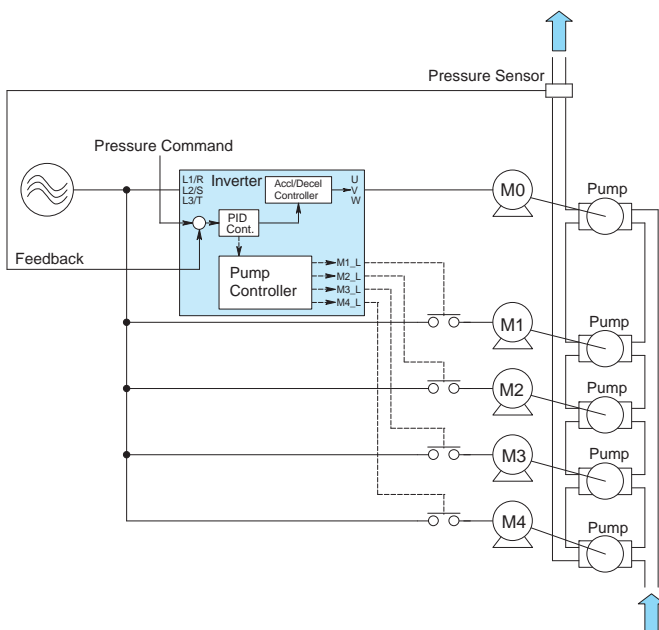 Pressure Sensor
Pressure Command
L1/R
L2/S
L3/T
Inverter
Accl/Decel
Controller
U
V
W
M0
Pump
PID
Cont.
Feedback
Pump
Controller
M1_L
M2_L
M3_L
M4_L
M1
Pump
M2
Pump
M3
Pump
M4
Pump